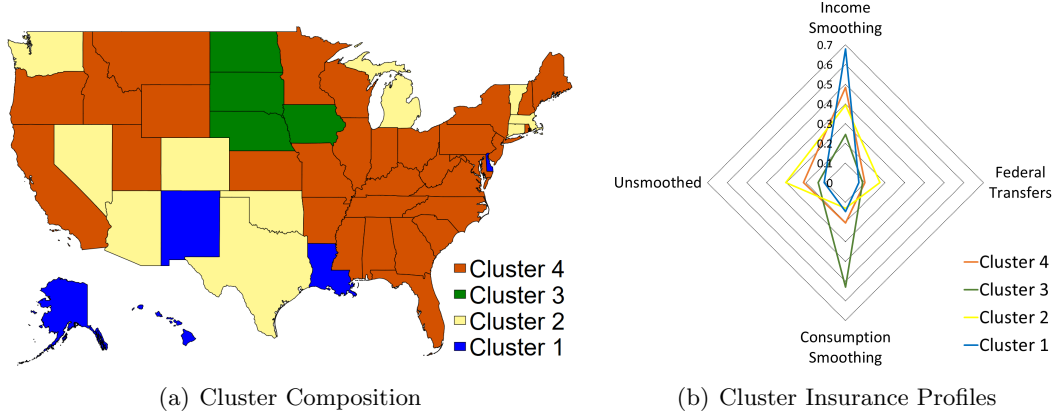 Cluster 4
Cluster 3
Cluster 2
Cluster 1
(a) Cluster Composition
Income
Smoothing
0.7
0.6
0.5
0.4
0.3
0.2
0.1
0
Unsmoothed
Federal
Transfers
Consumption
Smoothing
Cluster 4
Cluster 3
Cluster 2
Cluster 1
(b) Cluster Insurance Profiles